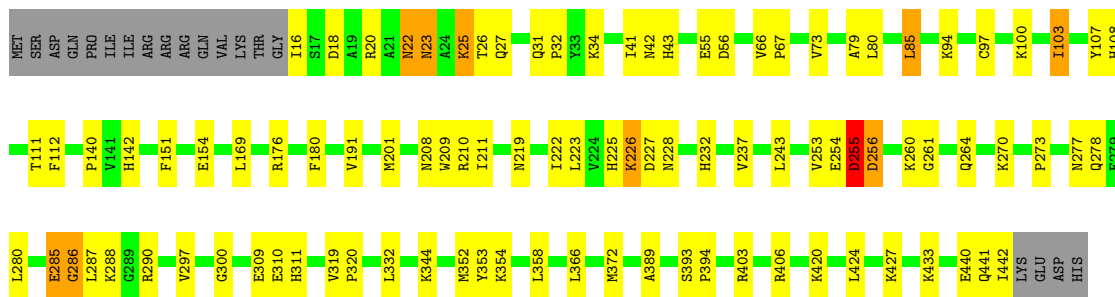 MET SER ASP GLN PRO ILE ILE ARG ARG ARG GLN VAL LYS THR GLY I16 S17 D18 A19 R20 A21 N22 N23 A24 K25 T26 Q27 Q31 P32 Y33 K34 I41 N42 H43 E55 D56 V66 P67 V73 A79 L80 L85 K94 C97 K100 I103 Y107 H108
T111 F112 P140 V141 H142 F151 E154 L169 R176 F180 V191 M201 N208 W209 R210 I211 N219 I222 L223 V224 H225 K226 D227 N228 H232 V237 L243 V253 E254 D255 D256 K260 G261 Q264 K270 P273 N277 Q278 E279
L280 E285 G286 L287 K288 G289 R290 V297 G300 E309 E310 H311 V319 P320 L332 K344 M352 Y353 K354 L358 L366 M372 A389 S393 P394 R403 R406 K420 L424 K427 K433 E440 Q441 I442 LYS GLU ASP HIS